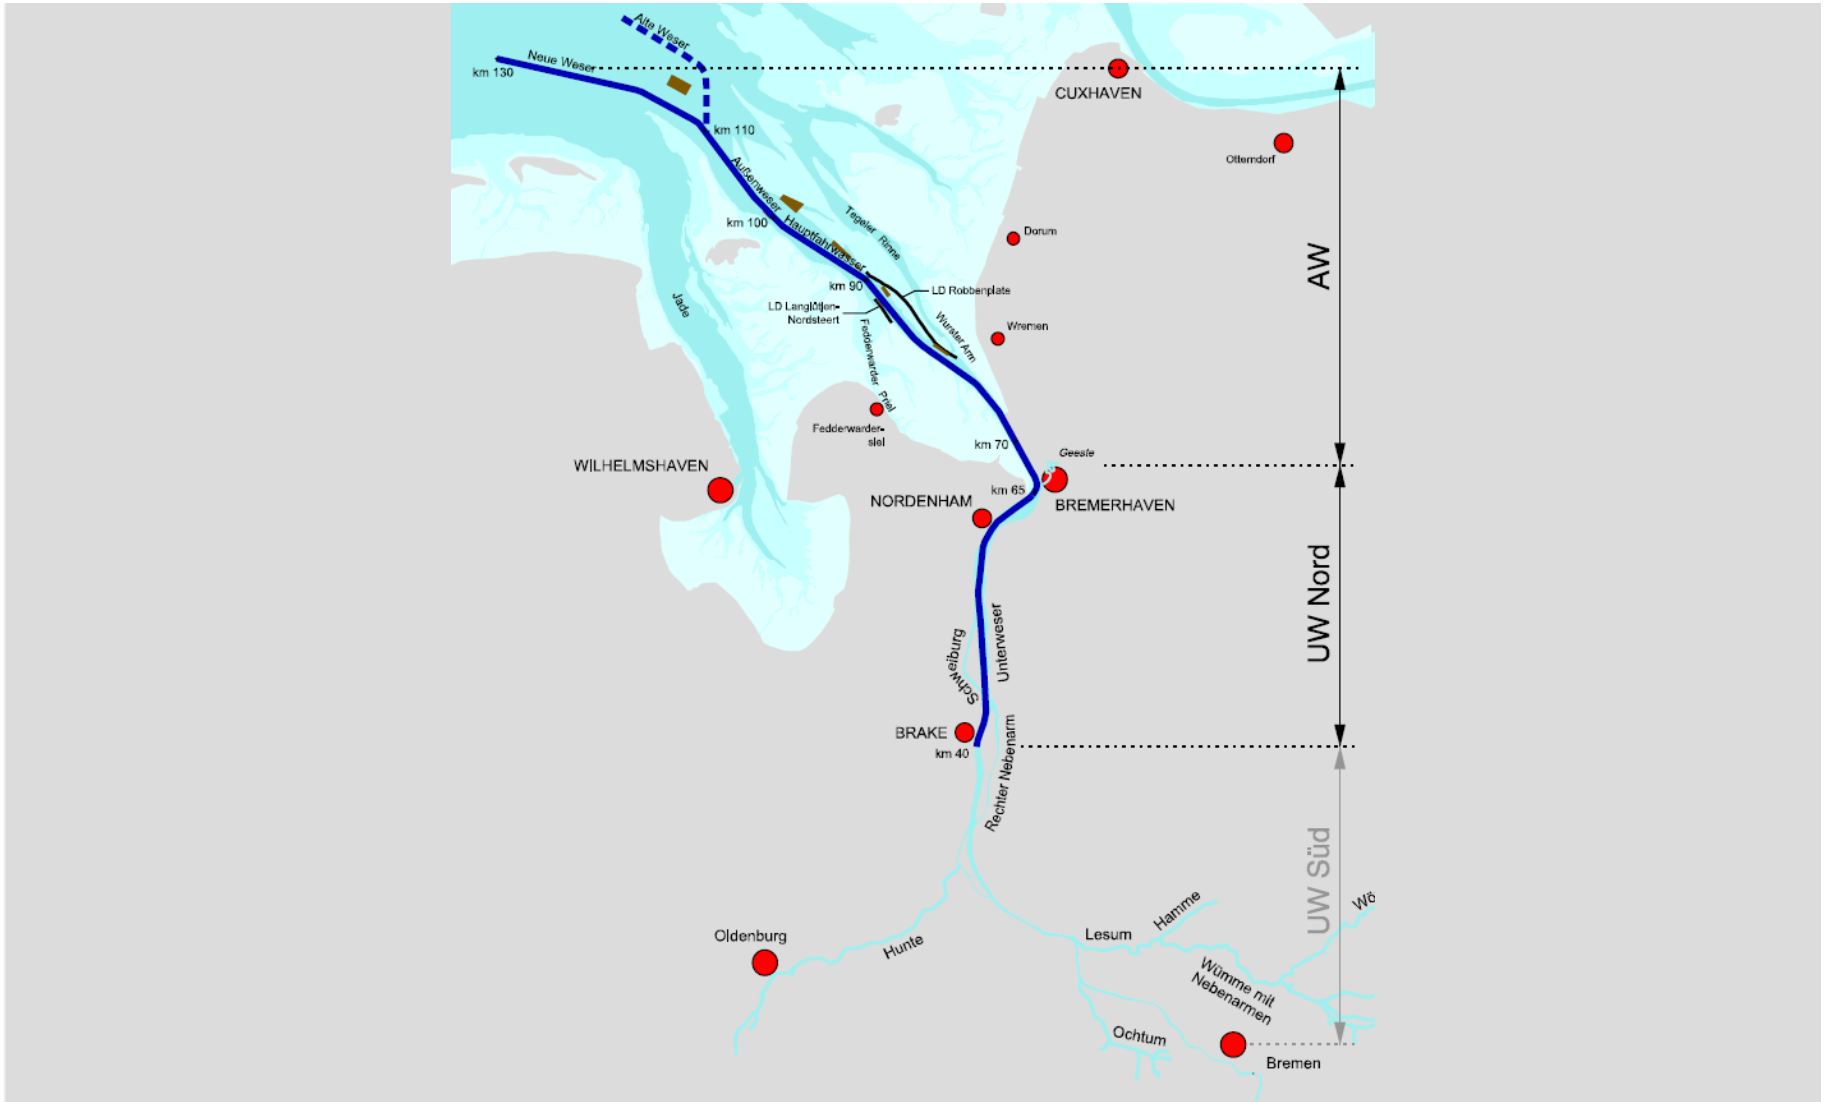 Alte Weser
Neue Weser
km 130
CUXHAVEN
km 110
Otterndorf
Außenweser
AW
Tegeler Rinne
km 100
Hauptfahrwasser
Dorum
km 90
LD Robbenplate
Jade
LD Langlütjen-
Nordsteert
Wurster Arm
Wremen
Fedderwarder Priel
Fedderwarder-
siel
km 70
Geeste
WILHELMSHAVEN
km 65
NORDENHAM
BREMERHAVEN
UW Nord
Schweiburg
Unterweser
BRAKE
km 40
Rechter Nebenarm
UW Süd
Wö
Hamme
Lesum
Oldenburg
Hunte
Wümme mit
Nebenarmen
Ochtum
Bremen